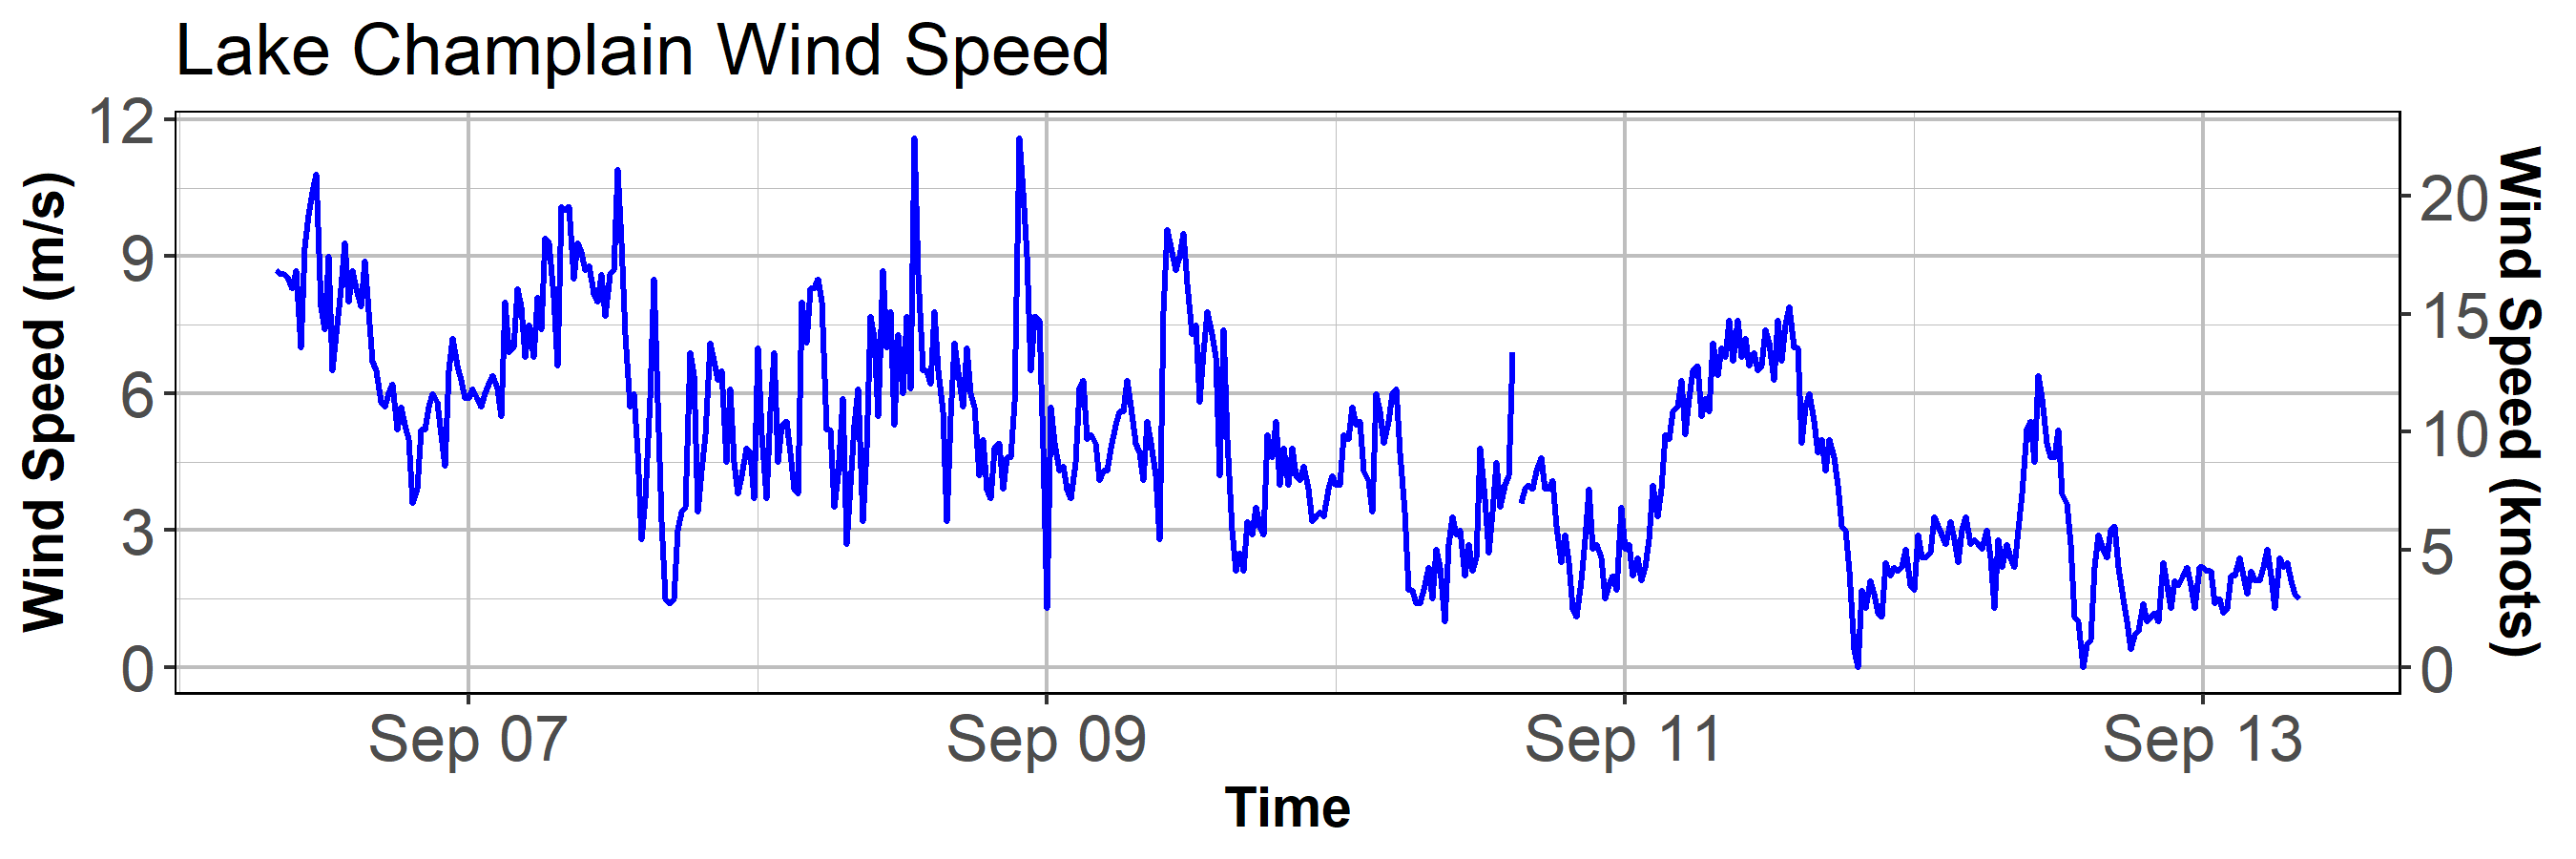 Lake Champlain Wind Speed
12
9
6
3
0
Wind Speed (m/s)
20
15
10
5
0
Wind Speed (knots)
Sep 07 Sep 09 Sep 11 Sep 13
Time